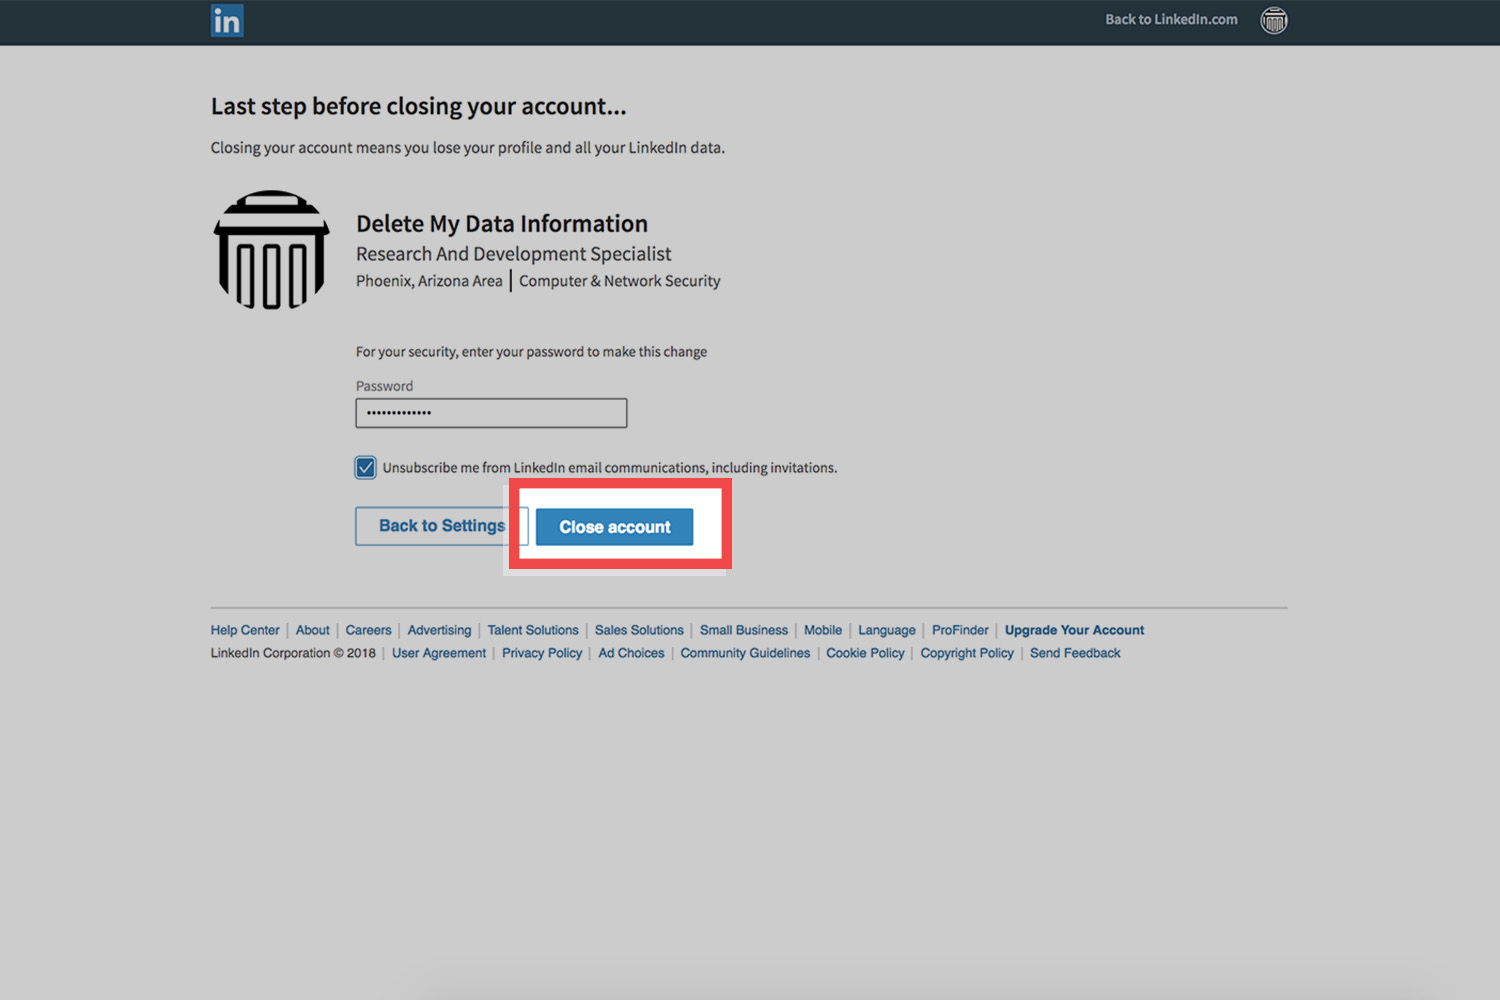 in
Back to LinkedIn.com
Last step before closing your account...
Closing your account means you lose your profile and all your LinkedIn data.
Delete My Data Information
Research And Development Specialist
Phoenix, Arizona Area | Computer & Network Security
For your security, enter your password to make this change
Password
•••••••••••••
Unsubscribe me from LinkedIn email communications, including invitations.
Back to Settings
Close account
Help Center | About | Careers | Advertising | Talent Solutions | Sales Solutions | Small Business | Mobile | Language | ProFinder | Upgrade Your Account
LinkedIn Corporation © 2018 | User Agreement | Privacy Policy | Ad Choices | Community Guidelines | Cookie Policy | Copyright Policy | Send Feedback